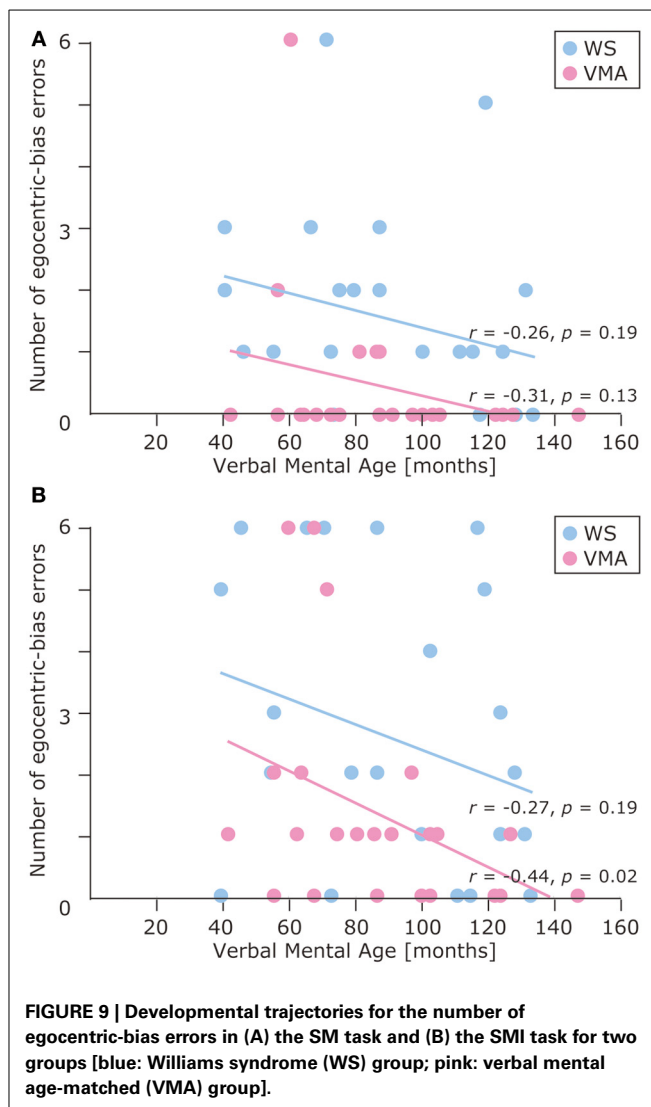 A
6
3
0
Number of egocentric-bias errors
WS
VMA
r = -0.26, p = 0.19
r = -0.31, p = 0.13
20 40 60 80 100 120 140 160
Verbal Mental Age [months]
B
6
3
0
Number of egocentric-bias errors
WS
VMA
r = -0.27, p = 0.19
r = -0.44, p = 0.02
20 40 60 80 100 120 140 160
Verbal Mental Age [months]
FIGURE 9 | Developmental trajectories for the number of
egocentric-bias errors in (A) the SM task and (B) the SMI task for two
groups [blue: Williams syndrome (WS) group; pink: verbal mental
age-matched (VMA) group].